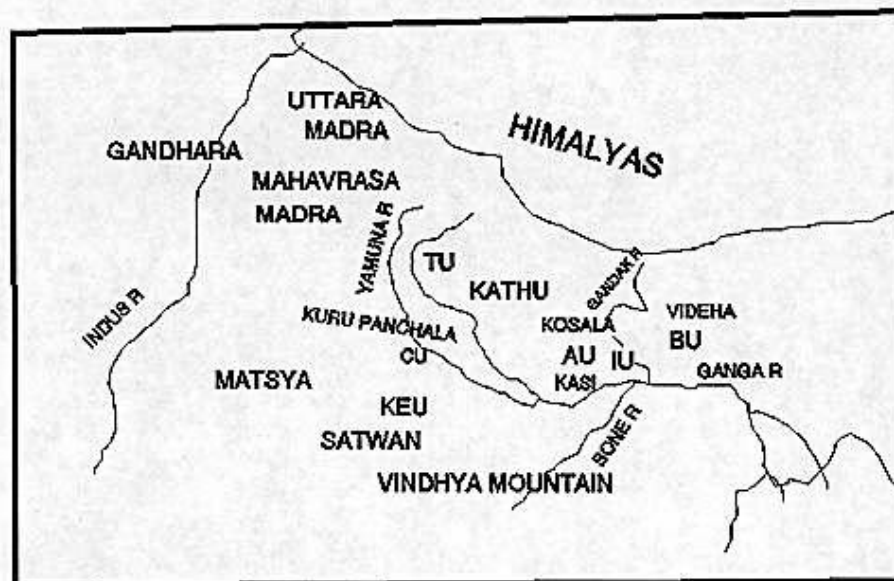 UTTARA
MADRA
HIMALYAS
GANDHARA
MAHAVRASA
MADRA
YAMUNA R
TU
KATHU
GANDAK R
INDUS R
KURU PANCHALA
KOSALA
VIDEHA
BU
CU
AU
IU
GANGA R
MATSYA
KASI
KEU
SATWAN
SONE R
VINDHYA MOUNTAIN